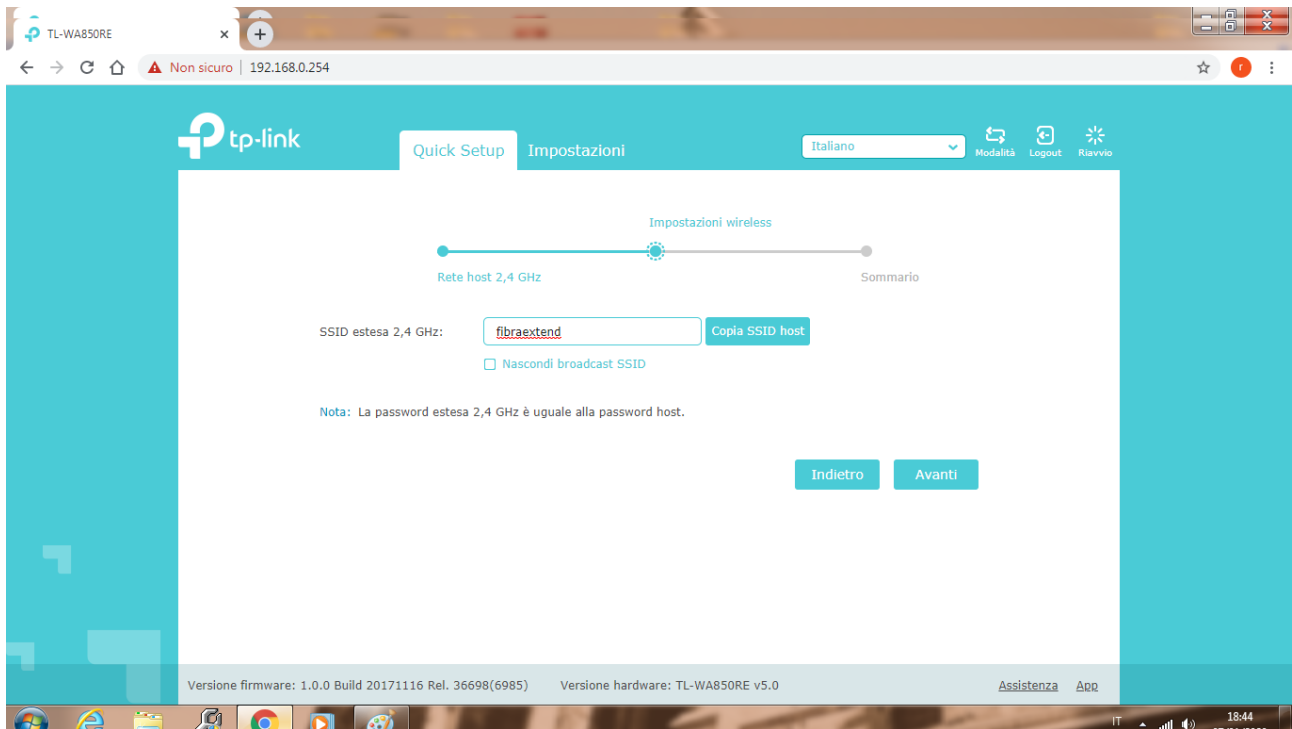 TL-WA850RE
Non sicuro | 192.168.0.254
tp-link
Quick Setup
Impostazioni
Italiano
Modalità
Logout
Riavvio
Impostazioni wireless
Rete host 2,4 GHz
Sommario
SSID estesa 2,4 GHz:
fibraextend
Copia SSID host
Nascondi broadcast SSID
Nota: La password estesa 2,4 GHz è uguale alla password host.
Indietro
Avanti
Versione firmware: 1.0.0 Build 20171116 Rel. 36698(6985)
Versione hardware: TL-WA850RE v5.0
Assistenza
App
IT
18:44